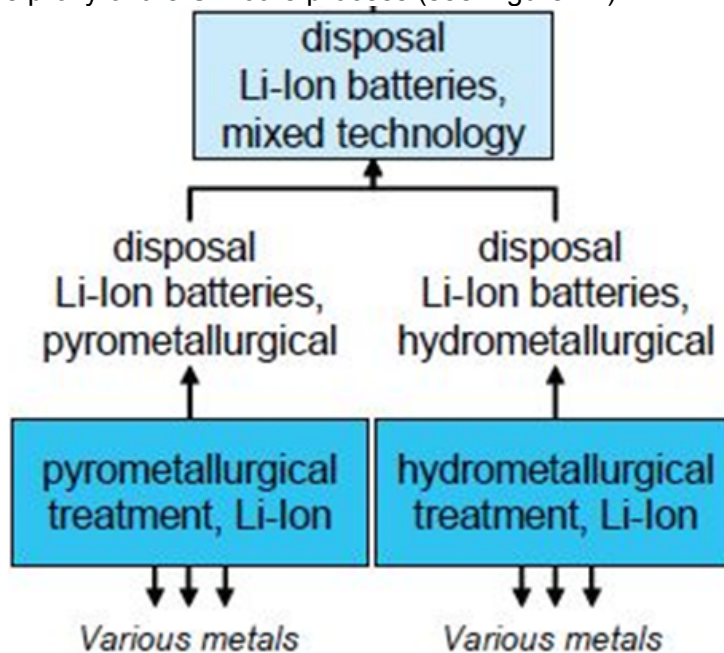 disposal
Li-Ion batteries,
mixed technology
disposal
Li-Ion batteries,
pyrometallurgical
disposal
Li-Ion batteries,
hydrometallurgical
pyrometallurgical
treatment, Li-Ion
hydrometallurgical
treatment, Li-Ion
Various metals
Various metals